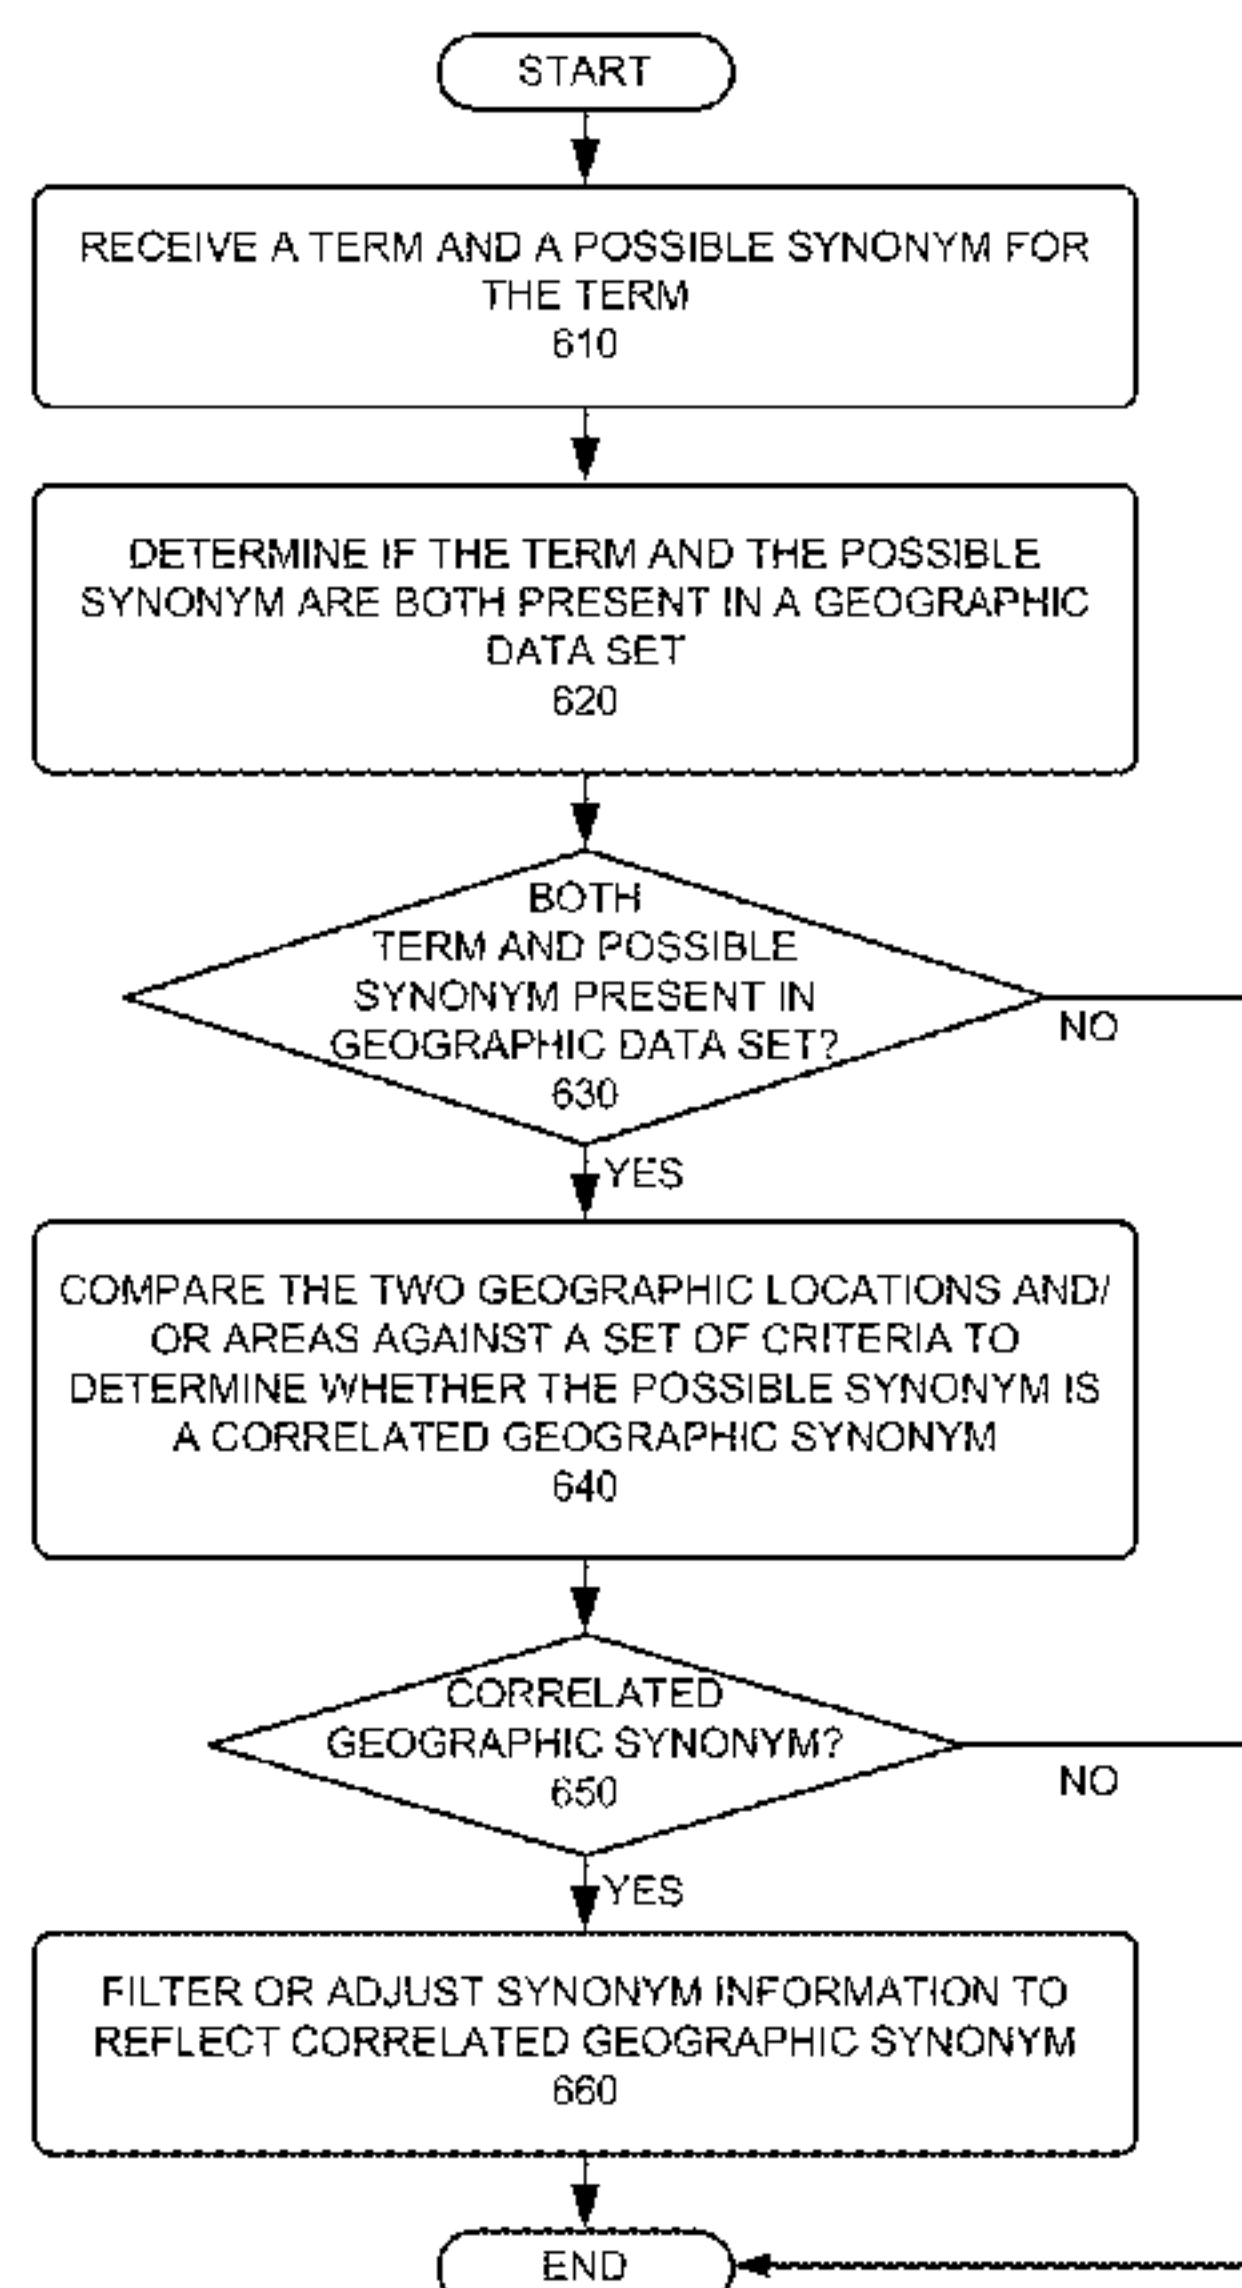 START
RECEIVE A TERM AND A POSSIBLE SYNONYM FOR
THE TERM
610
DETERMINE IF THE TERM AND THE POSSIBLE
SYNONYM ARE BOTH PRESENT IN A GEOGRAPHIC
DATA SET
620
BOTH
TERM AND POSSIBLE
SYNONYM PRESENT IN
GEOGRAPHIC DATA SET?
630
NO
YES
COMPARE THE TWO GEOGRAPHIC LOCATIONS AND/
OR AREAS AGAINST A SET OF CRITERIA TO
DETERMINE WHETHER THE POSSIBLE SYNONYM IS
A CORRELATED GEOGRAPHIC SYNONYM
640
CORRELATED
GEOGRAPHIC SYNONYM?
650
NO
YES
FILTER OR ADJUST SYNONYM INFORMATION TO
REFLECT CORRELATED GEOGRAPHIC SYNONYM
660
END